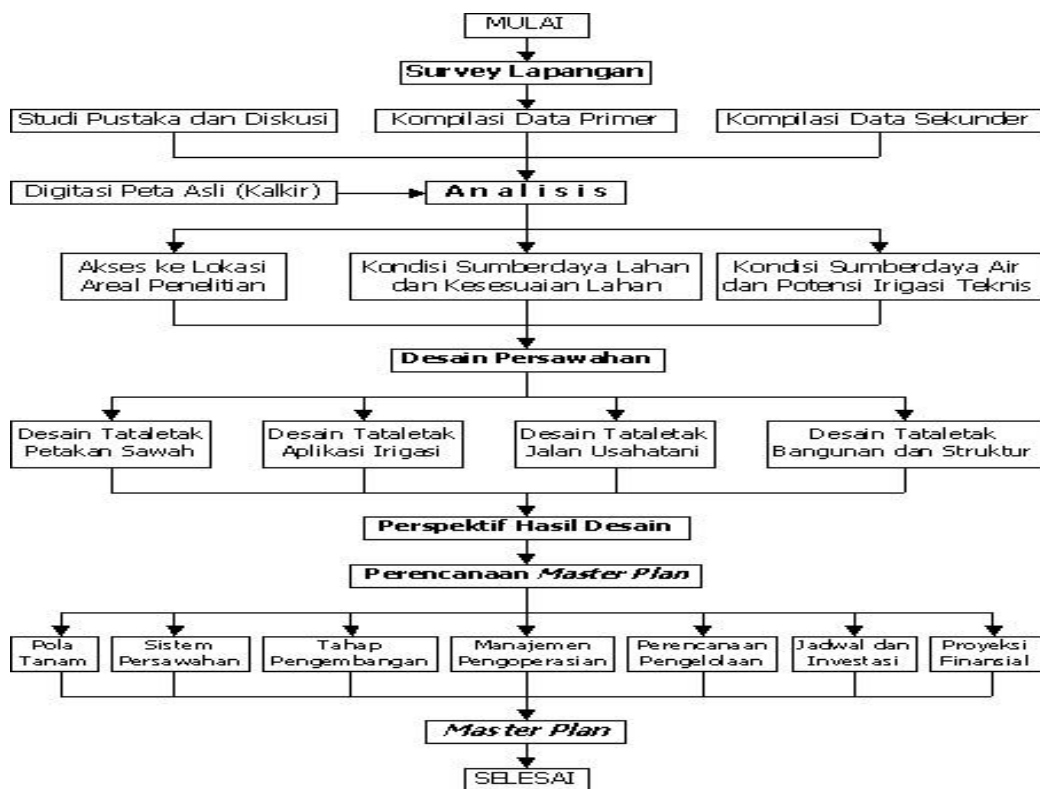 MULAI
Survey Lapangan
Studi Pustaka dan Diskusi
Kompilasi Data Primer
Kompilasi Data Sekunder
Digitasi Peta Asli (Kalkir)
Analisis
Akses ke Lokasi
Areal Penelitian
Kondisi Sumberdaya Lahan
dan Kesesuaian Lahan
Kondisi Sumberdaya Air
dan Potensi Irigasi Teknis
Desain Persawahan
Desain Tataletak
Petakan Sawah
Desain Tataletak
Aplikasi Irigasi
Desain Tataletak
Jalan Usahatani
Desain Tataletak
Bangunan dan Struktur
Perspektif Hasil Desain
Perencanaan Master Plan
Pola
Tanam
Sistem
Persawahan
Tahap
Pengembangan
Manajemen
Pengoperasian
Perencanaan
Pengelolaan
Jadwal dan
Investasi
Proyeksi
Finansial
Master Plan
SELESAI